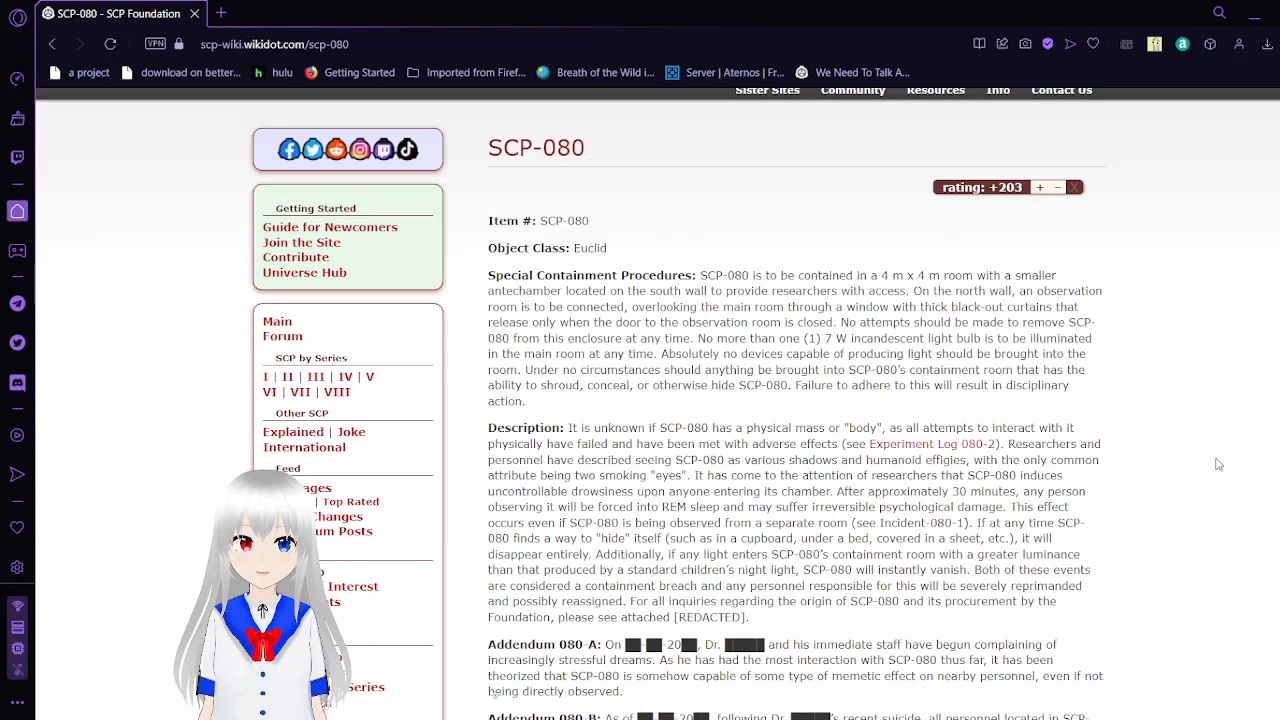 SCP-080 - SCP Foundation
VPN scp-wiki.wikidot.com/scp-080
a project download on better... hulu Getting Started Imported from Firef... Breath of the Wild i... Server | Aternos | Fr... We Need To Talk A...
Sister Sites Community Resources Info Contact Us
SCP-080
rating: +203 + − X
Getting Started
Guide for Newcomers
Join the Site
Contribute
Universe Hub
Main
Forum
SCP by Series
I | II | III | IV | V
VI | VII | VIII
Other SCP
Explained | Joke
International
Feed
| Top Rated
Series
Item #: SCP-080
Object Class: Euclid
Special Containment Procedures: SCP-080 is to be contained in a 4 m x 4 m room with a smaller
antechamber located on the south wall to provide researchers with access. On the north wall, an observation
room is to be connected, overlooking the main room through a window with thick black-out curtains that
release only when the door to the observation room is closed. No attempts should be made to remove SCP-
080 from this enclosure at any time. No more than one (1) 7 W incandescent light bulb is to be illuminated
in the main room at any time. Absolutely no devices capable of producing light should be brought into the
room. Under no circumstances should anything be brought into SCP-080's containment room that has the
ability to shroud, conceal, or otherwise hide SCP-080. Failure to adhere to this will result in disciplinary
action.
Description: It is unknown if SCP-080 has a physical mass or "body", as all attempts to interact with it
physically have failed and have been met with adverse effects (see Experiment Log 080-2). Researchers and
personnel have described seeing SCP-080 as various shadows and humanoid effigies, with the only common
attribute being two smoking "eyes". It has come to the attention of researchers that SCP-080 induces
uncontrollable drowsiness upon anyone entering its chamber. After approximately 30 minutes, any person
observing it will be forced into REM sleep and may suffer irreversible psychological damage. This effect
occurs even if SCP-080 is being observed from a separate room (see Incident-080-1). If at any time SCP-
080 finds a way to "hide" itself (such as in a cupboard, under a bed, covered in a sheet, etc.), it will
disappear entirely. Additionally, if any light enters SCP-080's containment room with a greater luminance
than that produced by a standard children's night light, SCP-080 will instantly vanish. Both of these events
are considered a containment breach and any personnel responsible for this will be severely reprimanded
and possibly reassigned. For all inquiries regarding the origin of SCP-080 and its procurement by the
Foundation, please see attached [REDACTED].
Addendum 080-A: On ██-██-20██, Dr. █████ and his immediate staff have begun complaining of
increasingly stressful dreams. As he has had the most interaction with SCP-080 thus far, it has been
theorized that SCP-080 is somehow capable of some type of memetic effect on nearby personnel, even if not
being directly observed.
Addendum 080-B: As of ██-██-20██, following Dr. █████'s recent suicide, all personnel located in SCP-